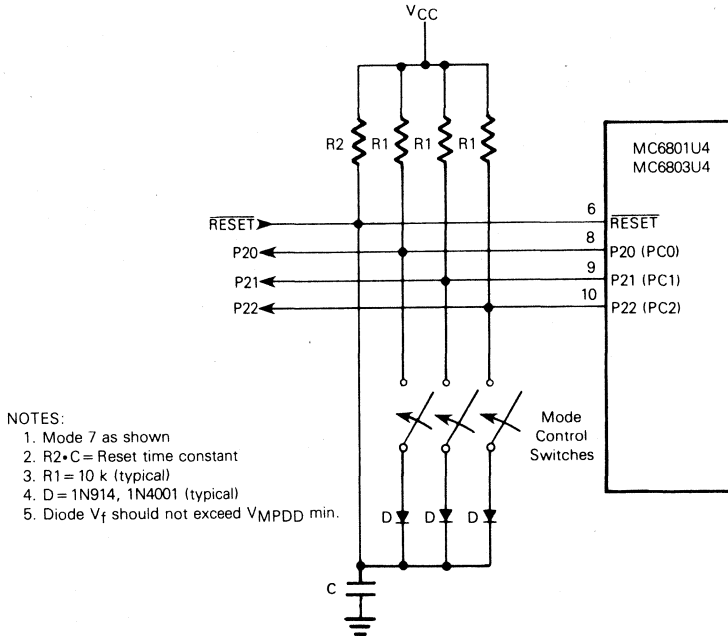 VCC
R2 R1 R1 R1
MC6801U4
MC6803U4
RESET 6 RESET
P20 8 P20 (PC0)
P21 9 P21 (PC1)
P22 10 P22 (PC2)
Mode
Control
Switches
NOTES:
1. Mode 7 as shown
2. R2•C = Reset time constant
3. R1 = 10 k (typical)
4. D = 1N914, 1N4001 (typical)
5. Diode Vf should not exceed VMPDD min.
D D D
C